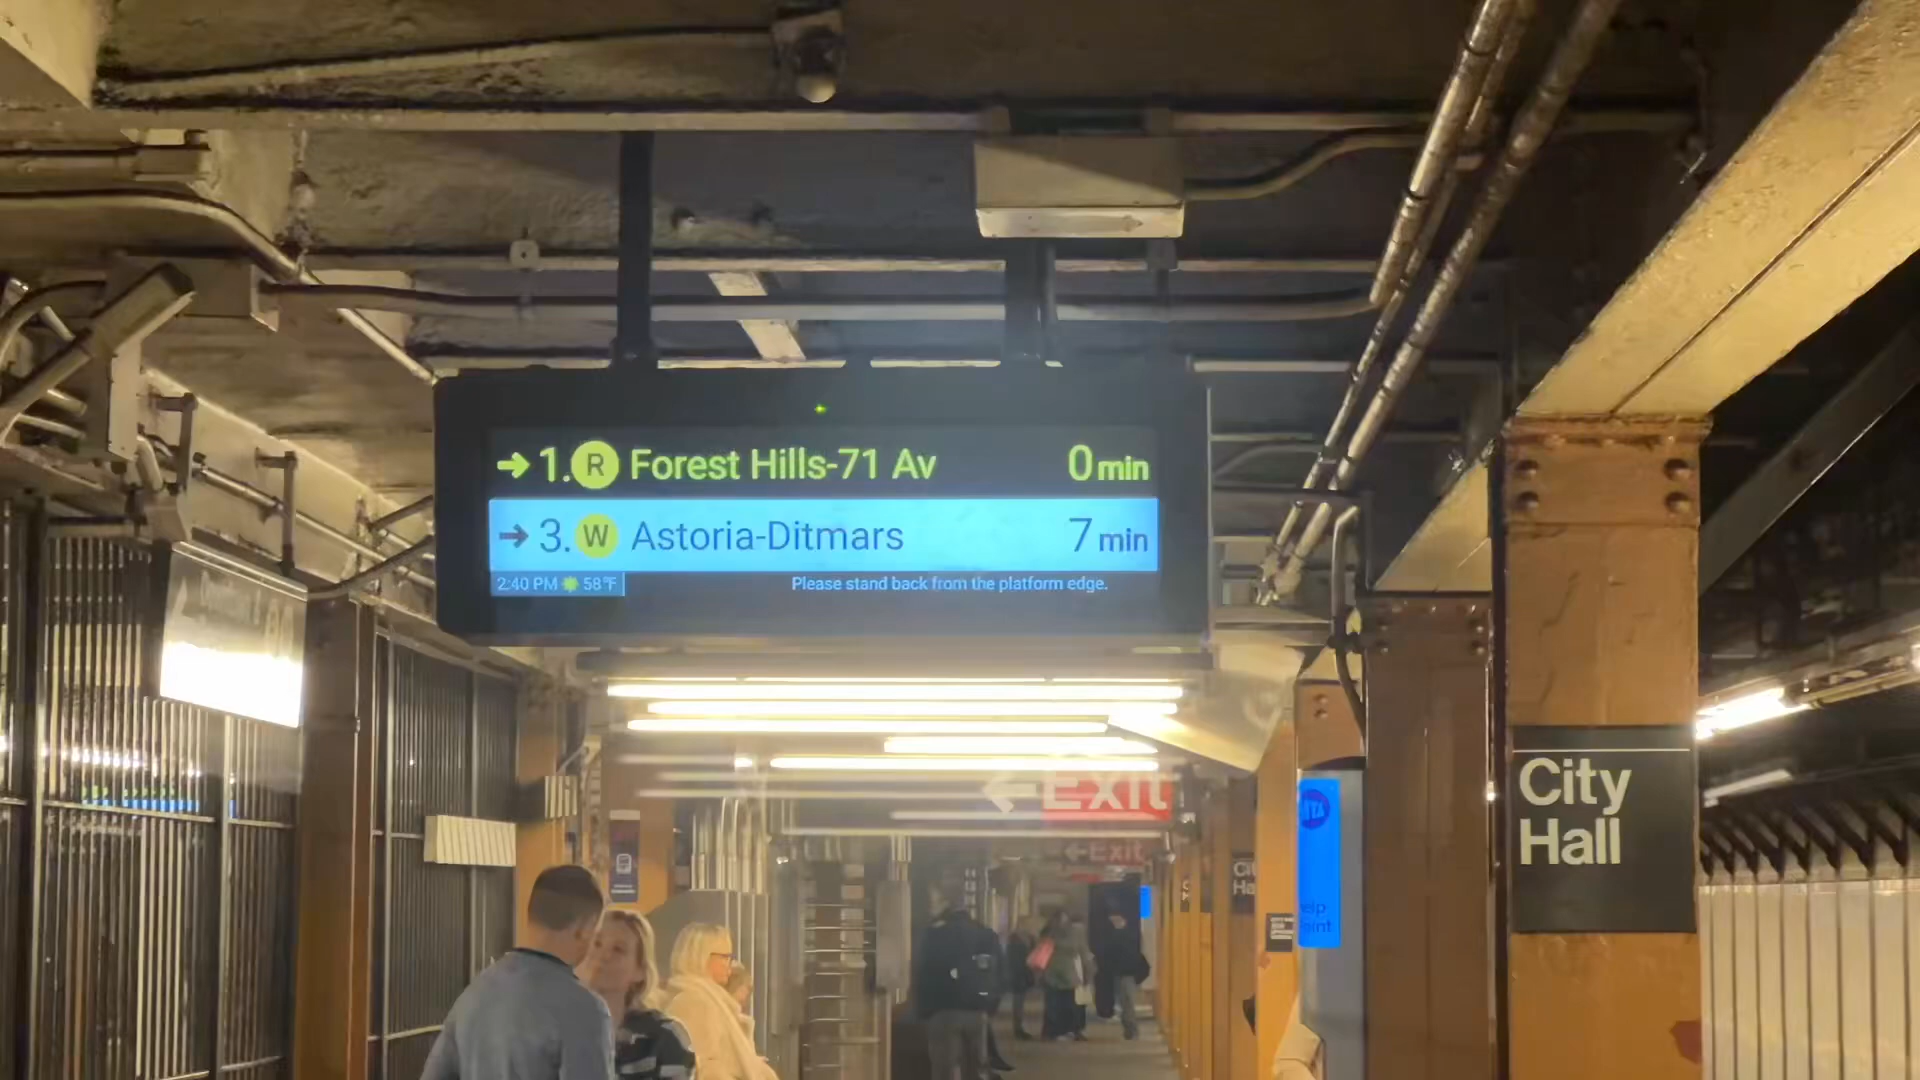 → 1. R Forest Hills-71 Av 0 min
→ 3. W Astoria-Ditmars 7 min
2:40 PM 58°F Please stand back from the platform edge.
← Exit
← Exit
City
Hall
MTA